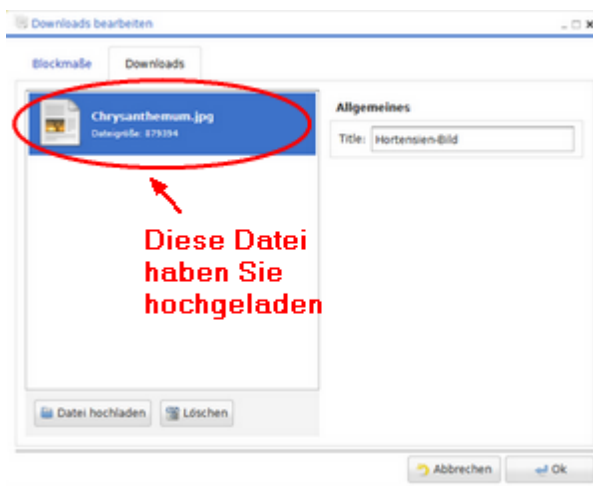 Downloads bearbeiten
Blockmaße Downloads
Chrysanthemum.jpg
Dateigröße: 879394
Allgemeines
Title: Hortensien-Bild
Diese Datei
haben Sie
hochgeladen
Datei hochladen Löschen
Abbrechen Ok